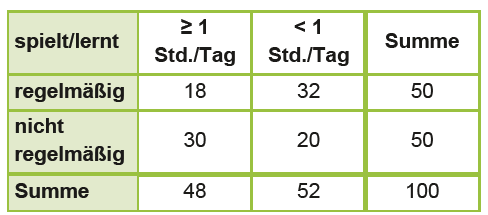 spielt/lernt ≥ 1 Std./Tag < 1 Std./Tag Summe
regelmäßig 18 32 50
nicht regelmäßig 30 20 50
Summe 48 52 100